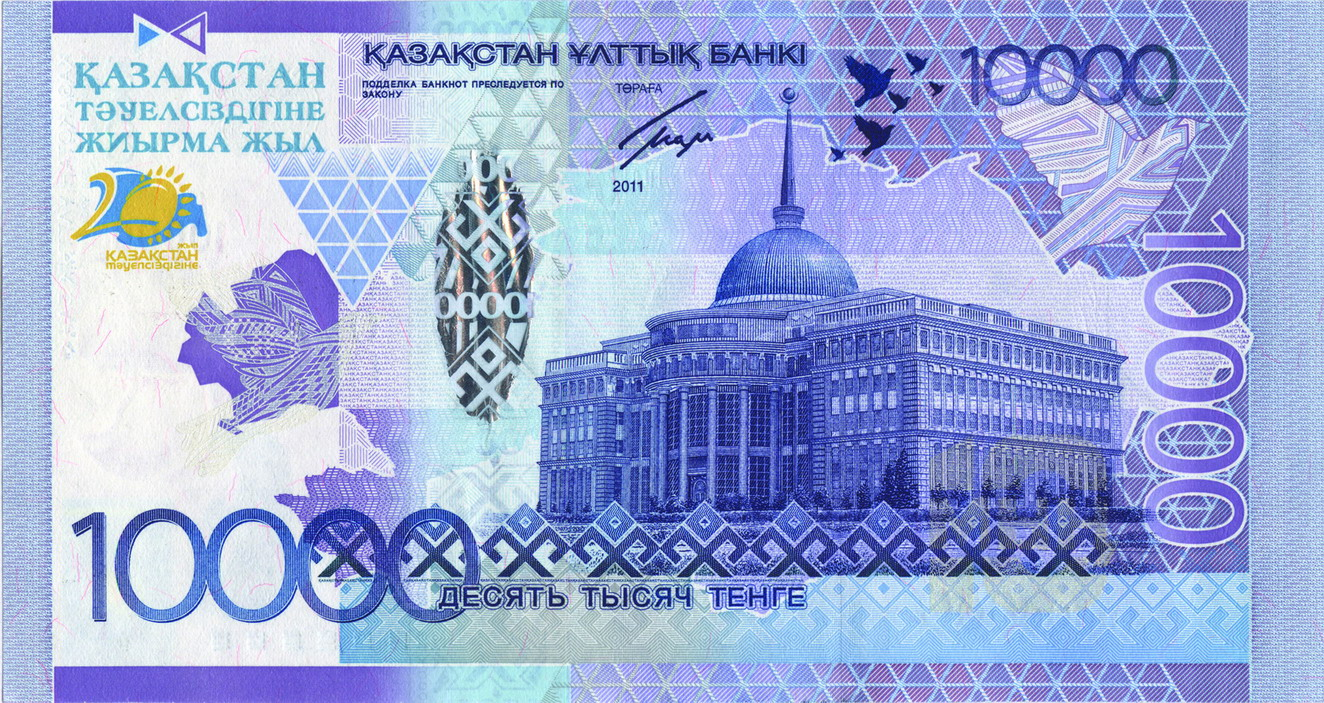 ҚАЗАҚСТАН
ТӘУЕЛСІЗДІГІНЕ
ЖИЫРМА ЖЫЛ
20
ЖЫЛ
ҚАЗАҚСТАН
тәуелсіздігіне
ҚАЗАҚСТАН ҰЛТТЫҚ БАНКІ
ПОДДЕЛКА БАНКНОТ ПРЕСЛЕДУЕТСЯ ПО
ЗАКОНУ
ТӨРАҒА
2011
10000
10000
10000
ДЕСЯТЬ ТЫСЯЧ ТЕНГЕ